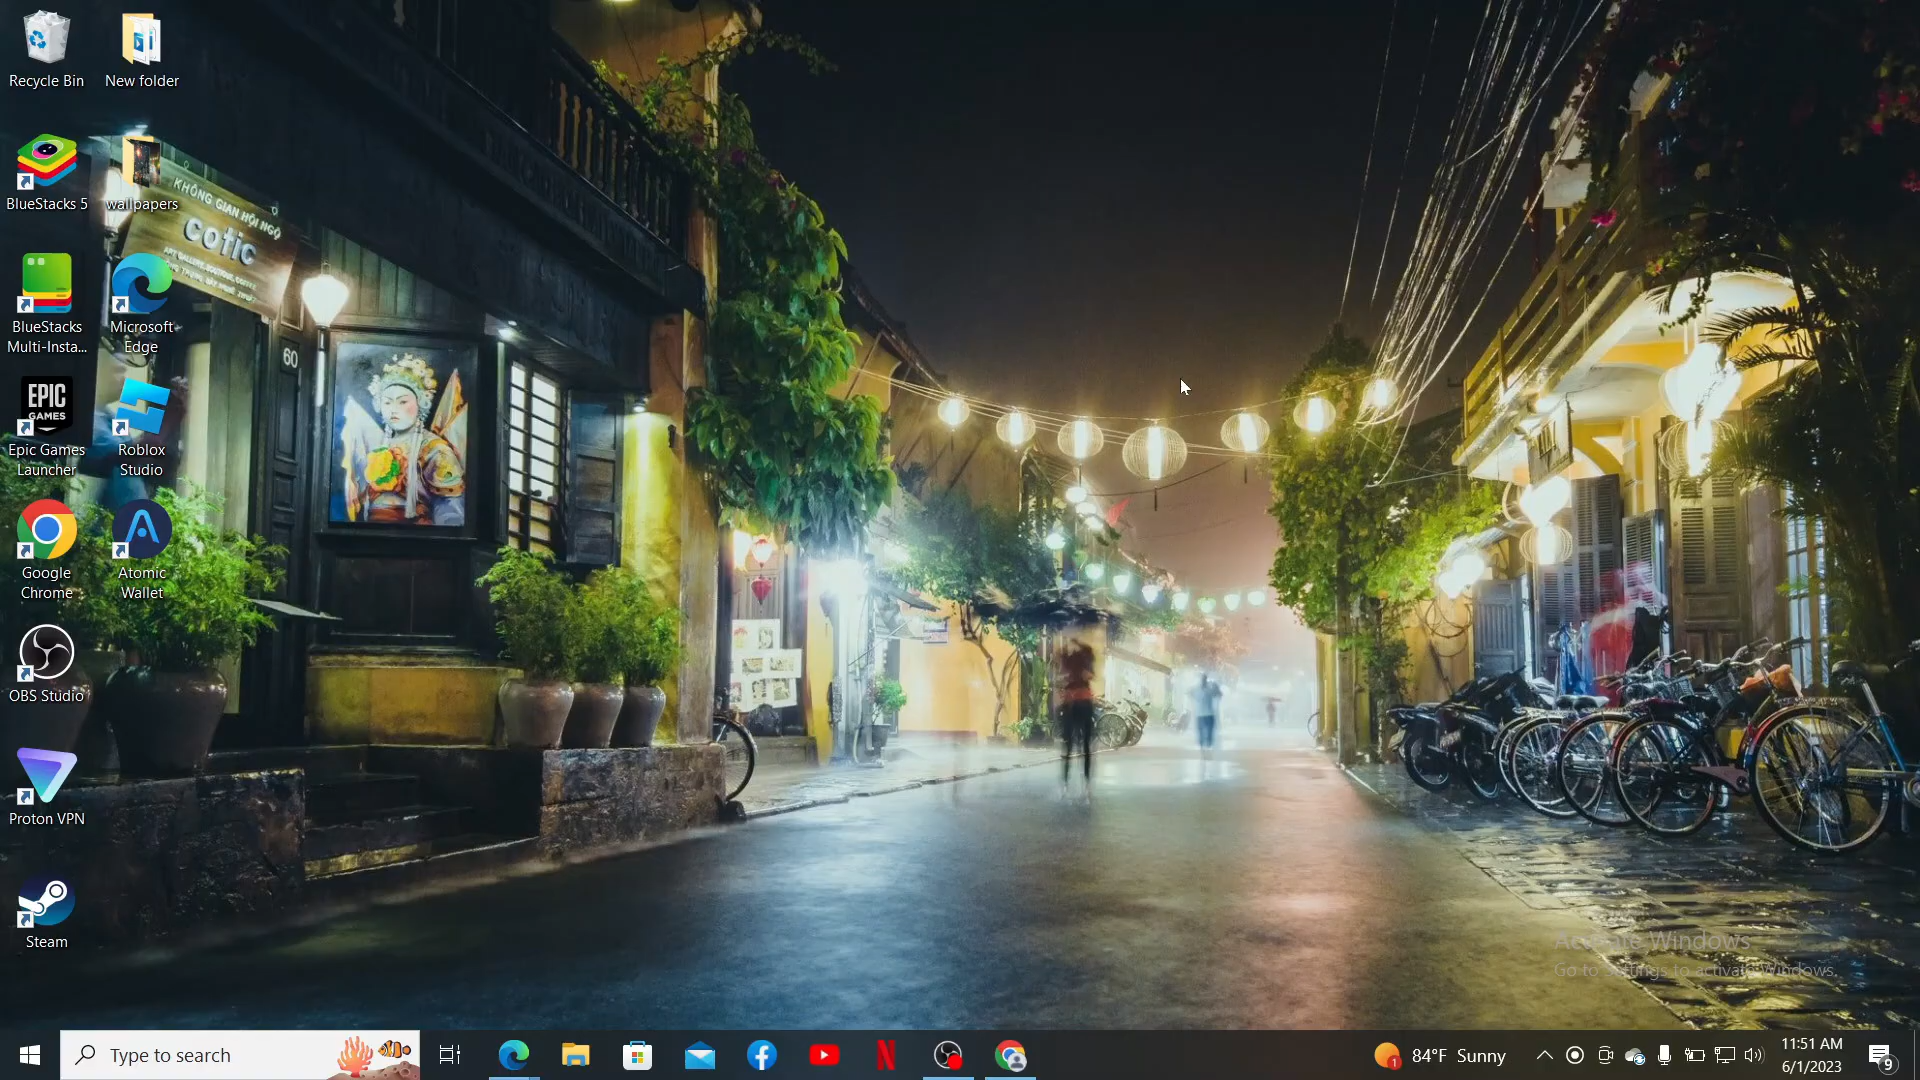 Recycle Bin
New folder
BlueStacks 5
wallpapers
KHÔNG GIAN HỘI NGỘ
cotic
60
BlueStacks
Multi-Insta...
Microsoft
Edge
EPIC
GAMES
Epic Games
Launcher
Roblox
Studio
Google
Chrome
Atomic
Wallet
OBS Studio
Proton VPN
Steam
Activate Windows
Go to Settings to activate Windows.
Type to search
1
84°F Sunny
11:51 AM
6/1/2023
9